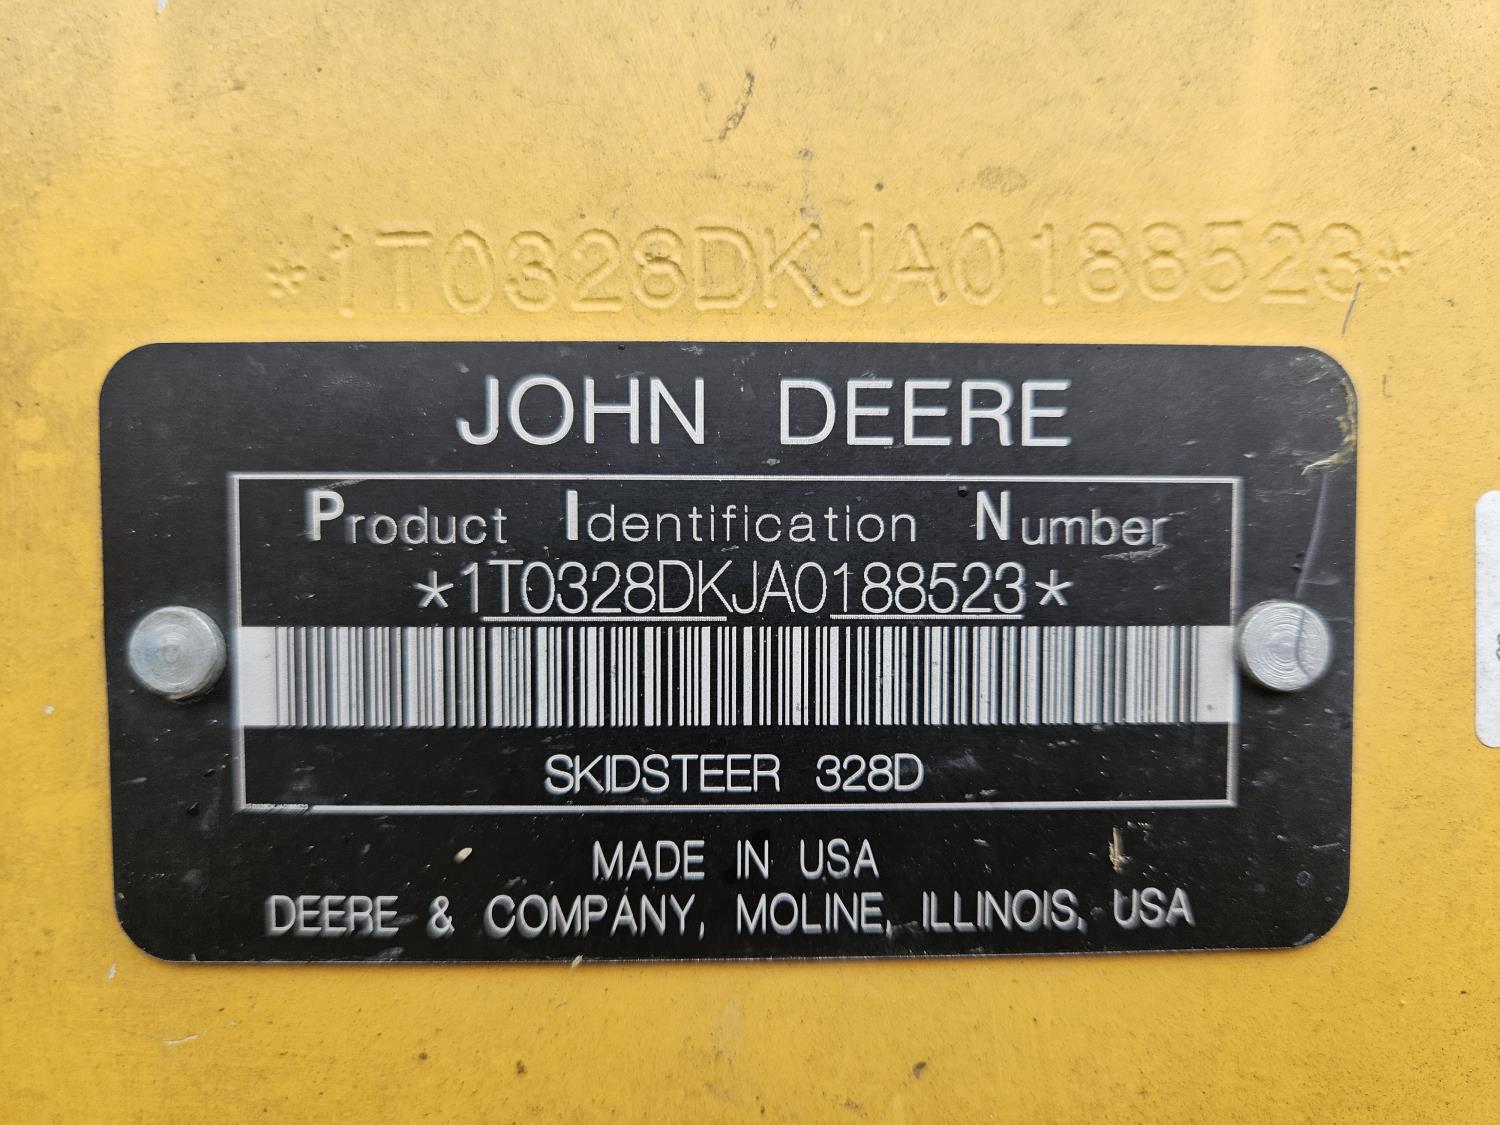 *1T0328DKJA0188523*
JOHN DEERE
Product Identification Number
*1T0328DKJA0188523*
SKIDSTEER 328D
MADE IN USA
DEERE & COMPANY, MOLINE, ILLINOIS, USA